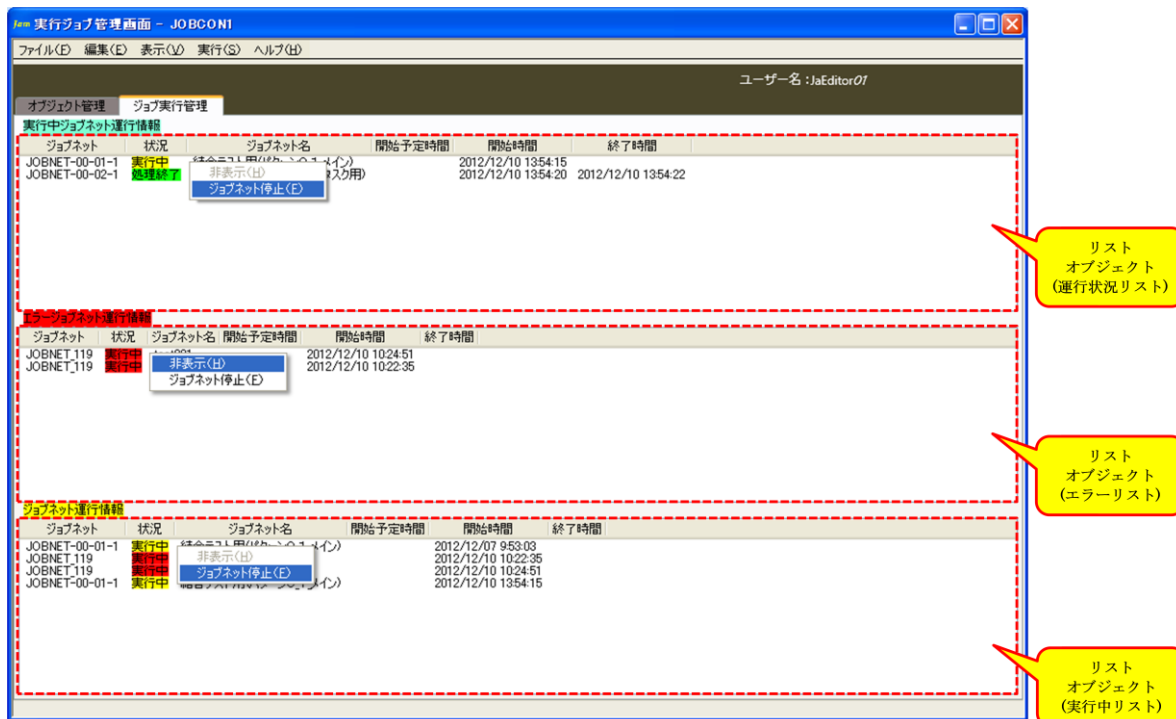 Jam 実行ジョブ管理画面 - JOBCON1
ファイル(F) 編集(E) 表示(V) 実行(S) ヘルプ(H)
ユーザー名:JaEditor01
オブジェクト管理 ジョブ実行管理
実行中ジョブネット運行情報
ジョブネット 状況 ジョブネット名 開始予定時間 開始時間 終了時間
JOBNET-00-01-1 実行中 メイン) 2012/12/10 13:54:15
JOBNET-00-02-1 処理終了 タスク用) 2012/12/10 13:54:20 2012/12/10 13:54:22
非表示(H)
ジョブネット停止(E)
リスト
オブジェクト
(運行状況リスト)
エラージョブネット運行情報
ジョブネット 状況 ジョブネット名 開始予定時間 開始時間 終了時間
JOBNET_119 実行中 2012/12/10 10:24:51
JOBNET_119 実行中 2012/12/10 10:22:35
非表示(H)
ジョブネット停止(E)
リスト
オブジェクト
(エラーリスト)
ジョブネット運行情報
ジョブネット 状況 ジョブネット名 開始予定時間 開始時間 終了時間
JOBNET-00-01-1 実行中 メイン) 2012/12/07 9:53:03
JOBNET_119 実行中 2012/12/10 10:22:35
JOBNET_119 実行中 2012/12/10 10:24:51
JOBNET-00-01-1 実行中 メイン) 2012/12/10 13:54:15
非表示(H)
ジョブネット停止(E)
リスト
オブジェクト
(実行中リスト)